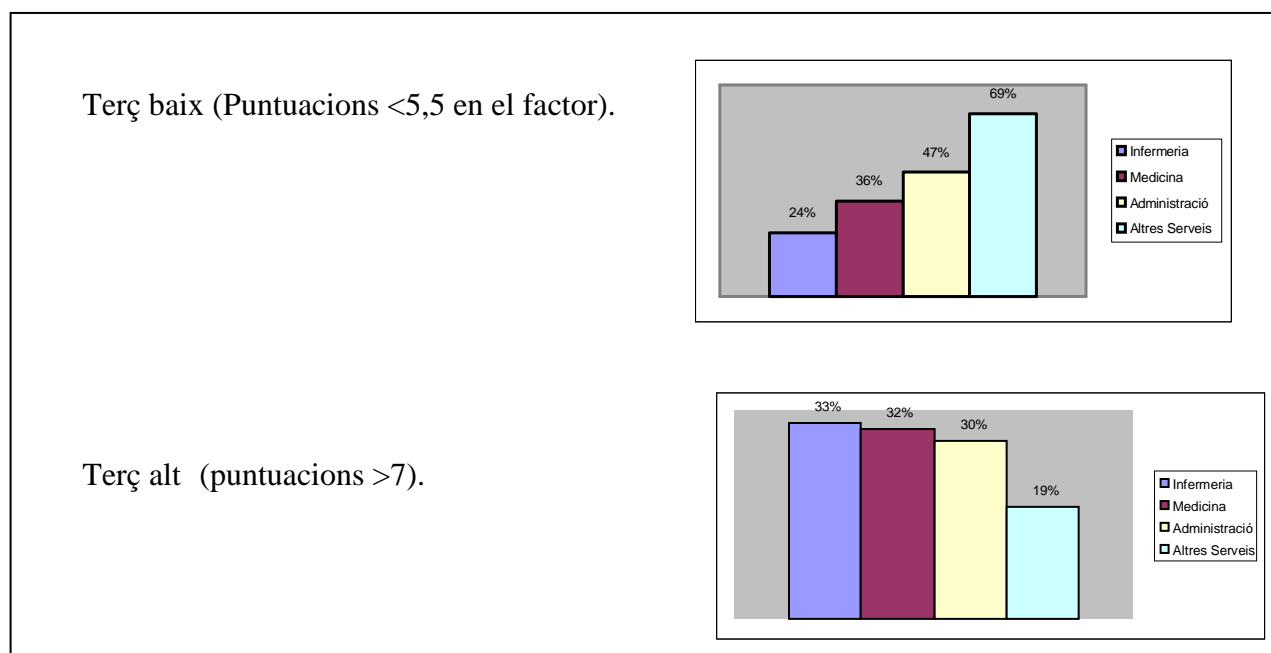 Terç baix (Puntuacions <5,5 en el factor).
69%
47%
36%
24%
Infermeria
Medicina
Administració
Altres Serveis
Terç alt (puntuacions >7).
33%
32%
30%
19%
Infermeria
Medicina
Administració
Altres Serveis